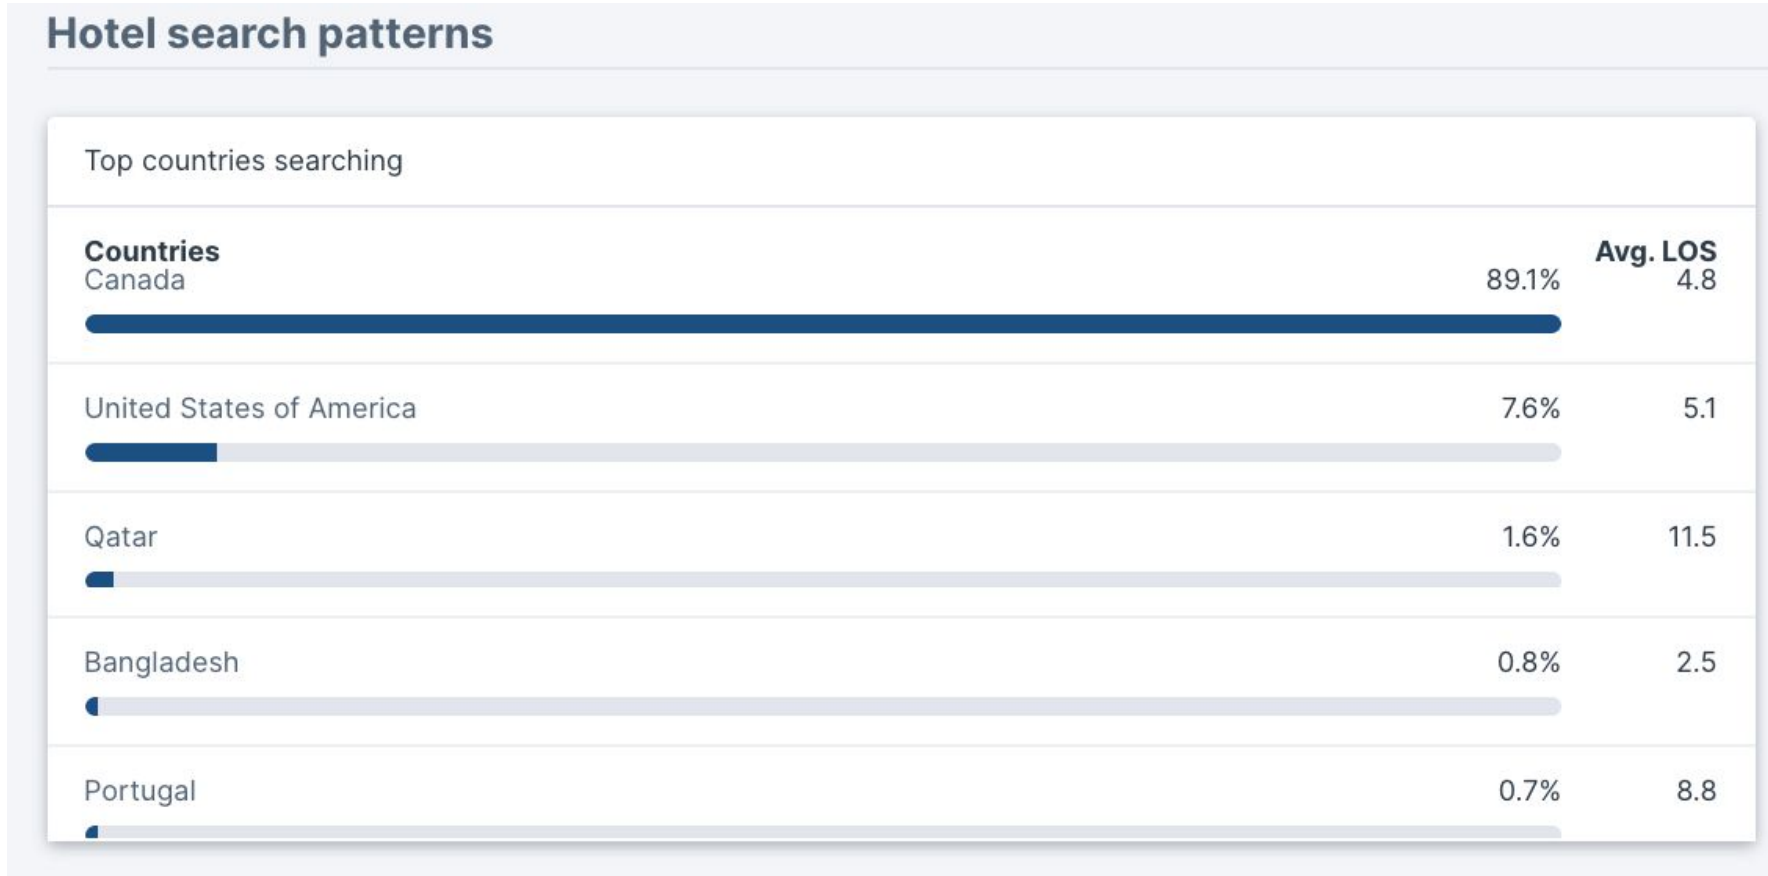 Hotel search patterns
Top countries searching
Countries Avg. LOS
Canada 89.1% 4.8
United States of America 7.6% 5.1
Qatar 1.6% 11.5
Bangladesh 0.8% 2.5
Portugal 0.7% 8.8